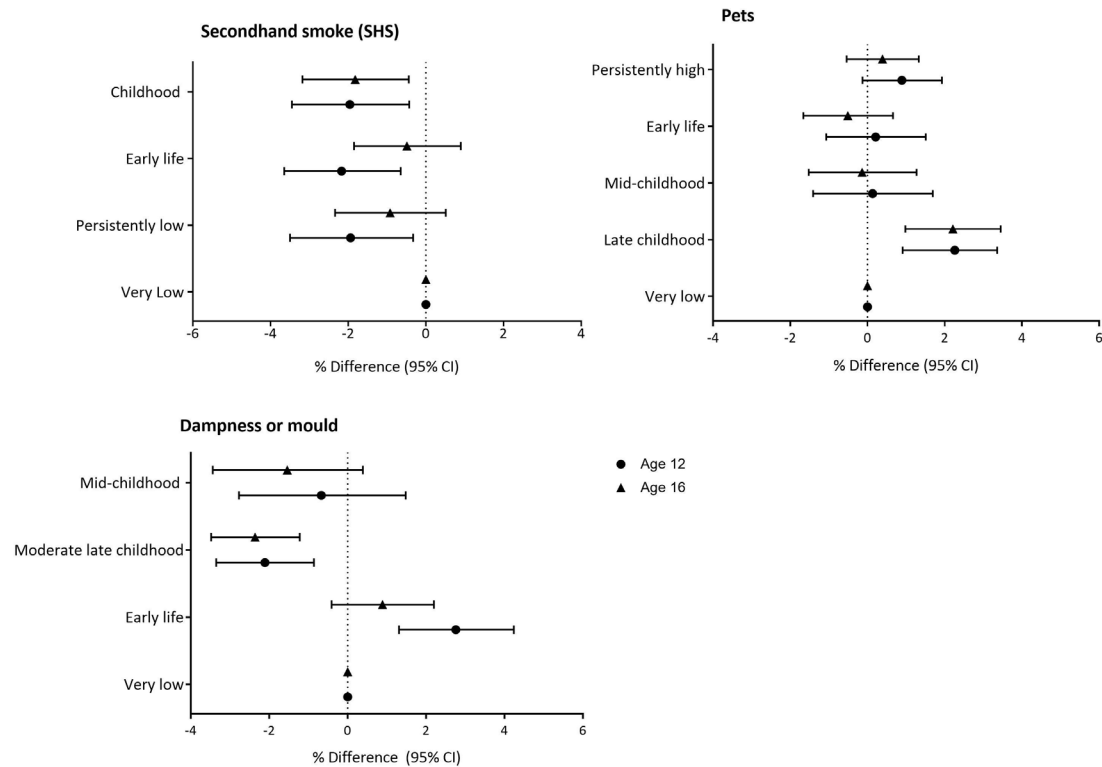 Secondhand smoke (SHS)
Childhood
Early life
Persistently low
Very Low
-6 -4 -2 0 2 4
% Difference (95% CI)
Pets
Persistently high
Early life
Mid-childhood
Late childhood
Very low
-4 -2 0 2 4 6
% Difference (95% CI)
Dampness or mould
Mid-childhood
Moderate late childhood
Early life
Very low
-4 -2 0 2 4 6
% Difference (95% CI)
Age 12
Age 16